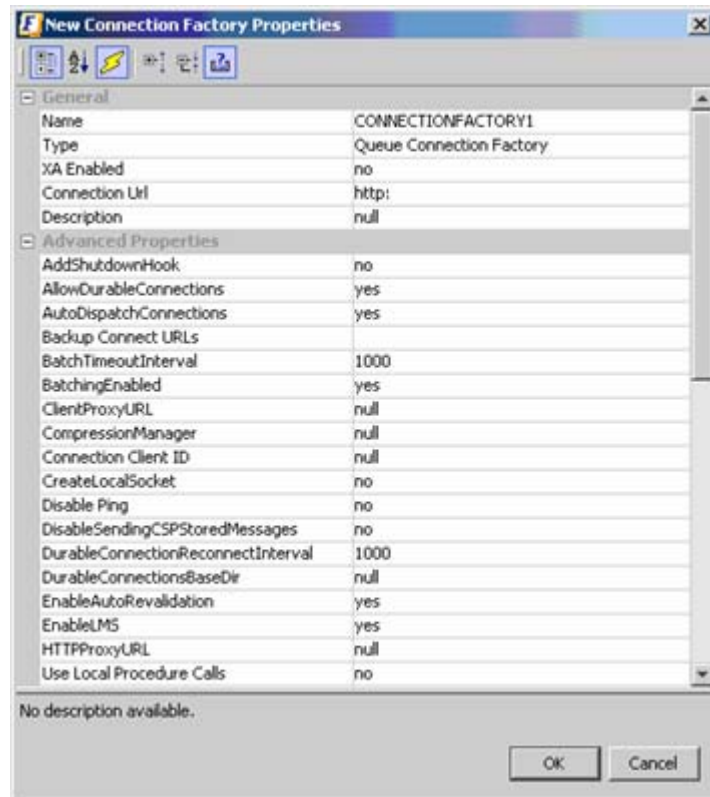 New Connection Factory Properties
General
Name CONNECTIONFACTORY1
Type Queue Connection Factory
XA Enabled no
Connection Url http:
Description null
Advanced Properties
AddShutdownHook no
AllowDurableConnections yes
AutoDispatchConnections yes
Backup Connect URLs
BatchTimeoutInterval 1000
BatchingEnabled yes
ClientProxyURL null
CompressionManager null
Connection Client ID null
CreateLocalSocket no
Disable Ping no
DisableSendingCSPStoredMessages no
DurableConnectionReconnectInterval 1000
DurableConnectionsBaseDir null
EnableAutoRevalidation yes
EnableLMS yes
HTTPProxyURL null
Use Local Procedure Calls no
No description available.
OK Cancel